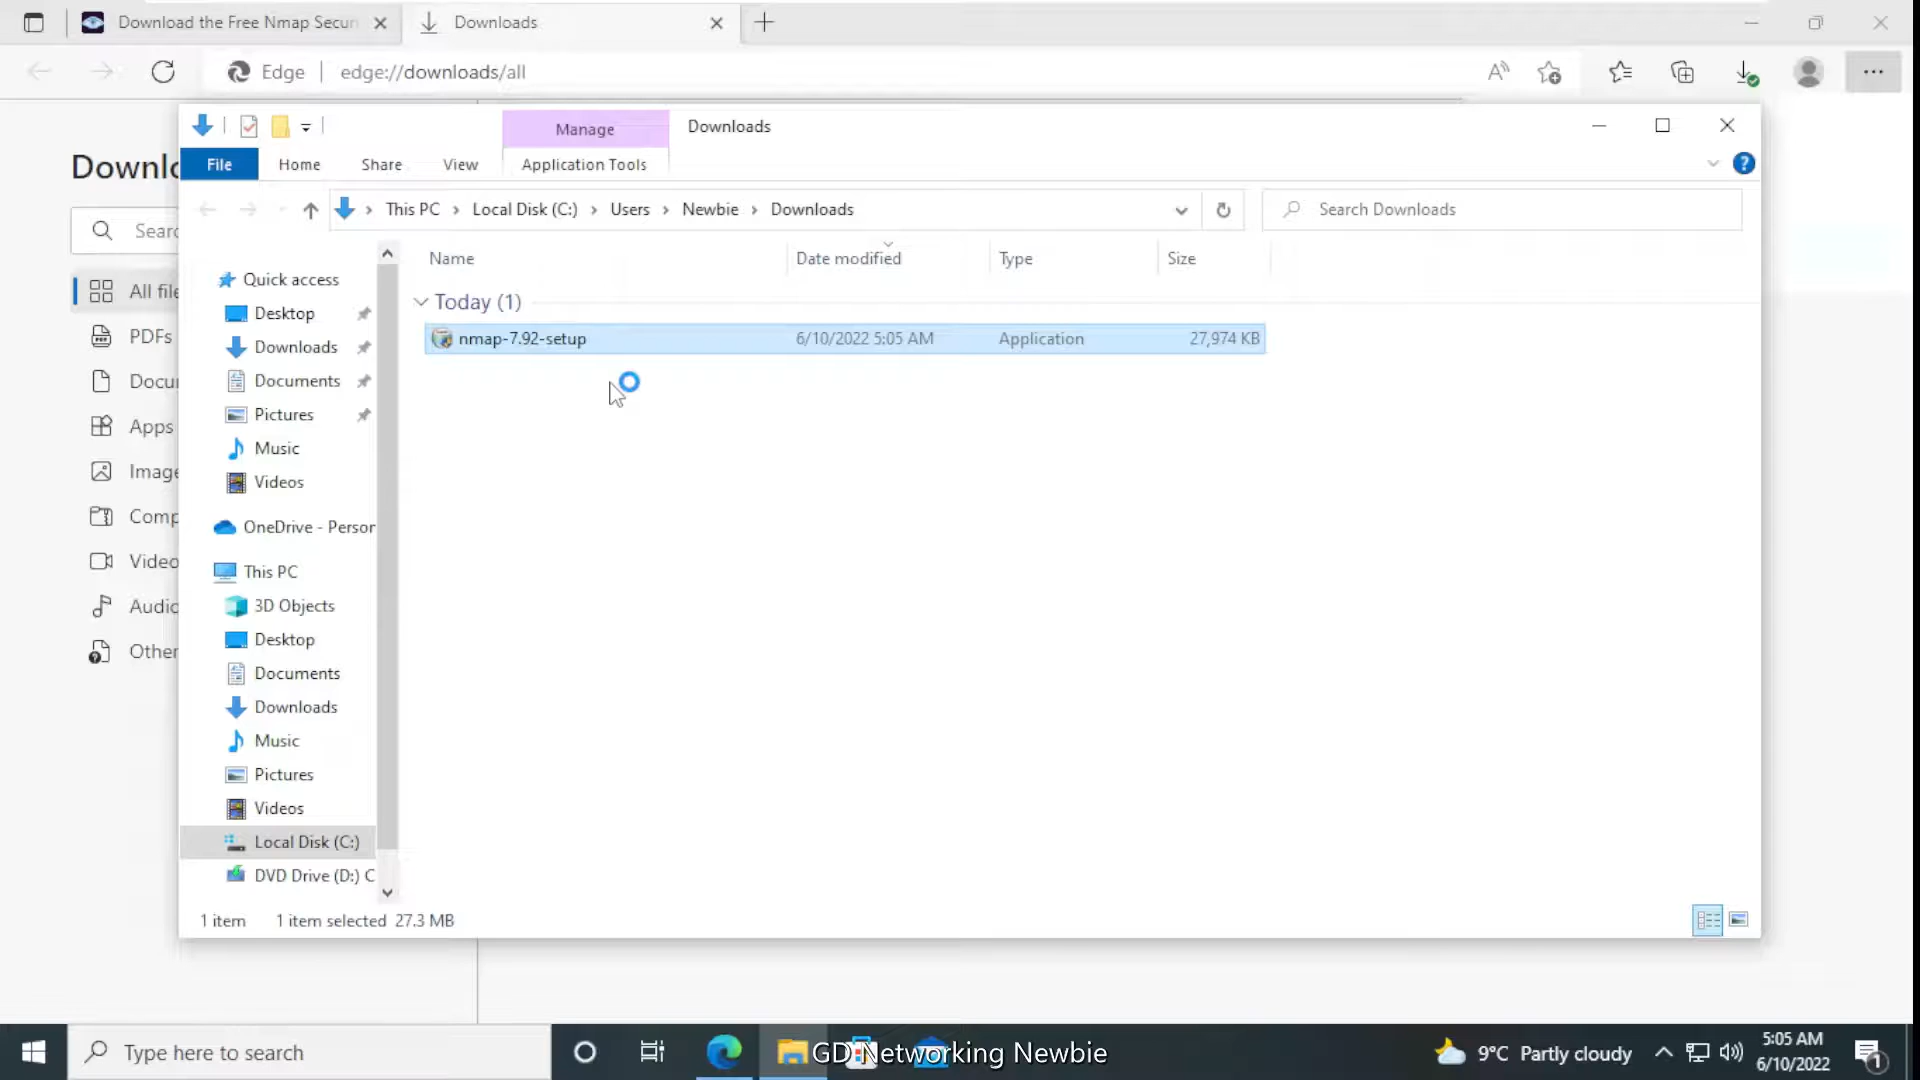 Download the Free Nmap Secur
Downloads
Edge
edge://downloads/all
Downlo
Searc
All file
PDFs
Docu
Apps
Image
Comp
Video
Audio
Other
Manage
Downloads
File
Home
Share
View
Application Tools
This PC
Local Disk (C:)
Users
Newbie
Downloads
Search Downloads
Name
Date modified
Type
Size
Quick access
Desktop
Downloads
Documents
Pictures
Music
Videos
OneDrive - Person
This PC
3D Objects
Desktop
Documents
Downloads
Music
Pictures
Videos
Local Disk (C:)
DVD Drive (D:) C
Today (1)
nmap-7.92-setup 6/10/2022 5:05 AM Application 27,974 KB
1 item 1 item selected 27.3 MB
Type here to search
GD Networking Newbie
9°C Partly cloudy
5:05 AM
6/10/2022
1